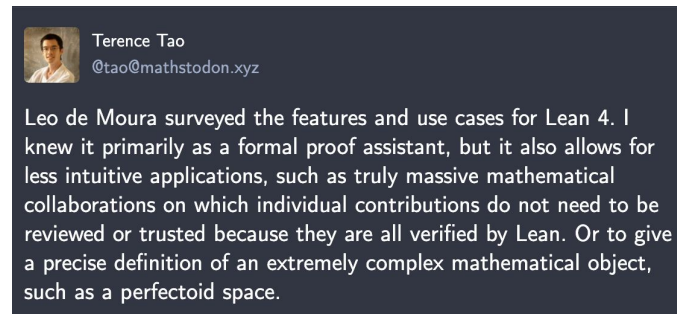 Terence Tao
@tao@mathstodon.xyz
Leo de Moura surveyed the features and use cases for Lean 4. I
knew it primarily as a formal proof assistant, but it also allows for
less intuitive applications, such as truly massive mathematical
collaborations on which individual contributions do not need to be
reviewed or trusted because they are all verified by Lean. Or to give
a precise definition of an extremely complex mathematical object,
such as a perfectoid space.